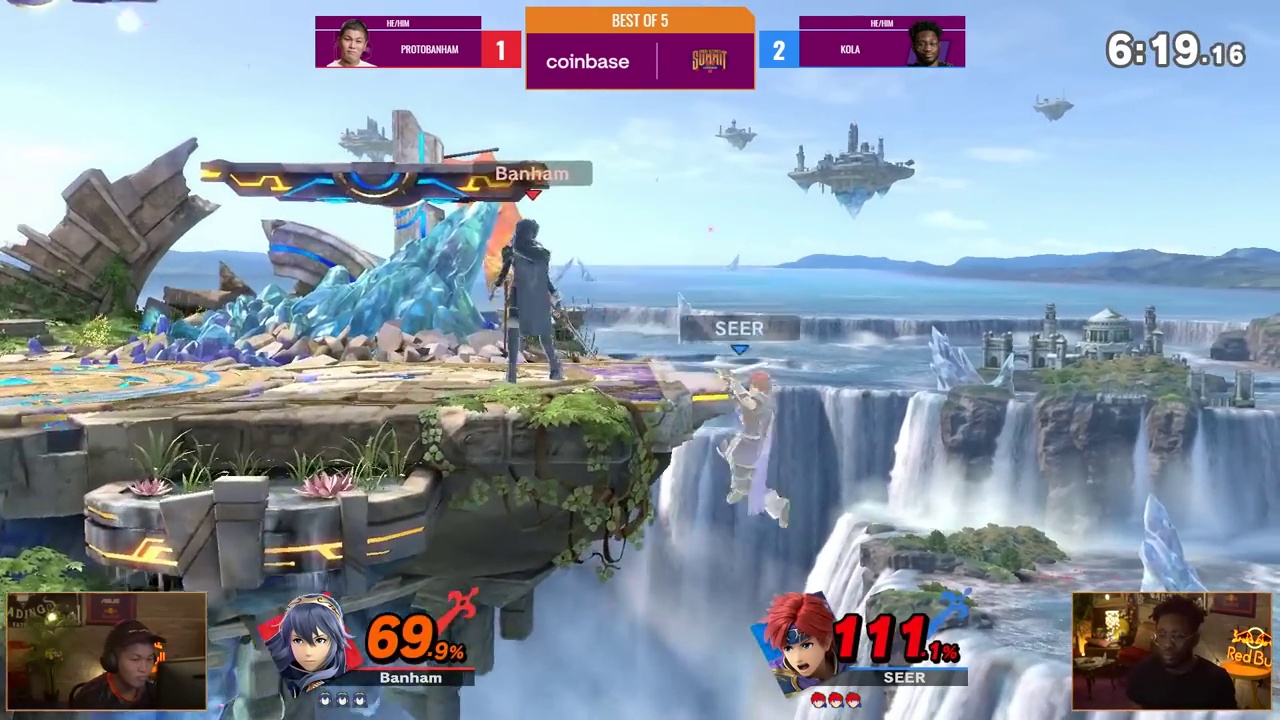 HE/HIM
PROTOBANHAM
1
BEST OF 5
coinbase
SUMMIT
2
HE/HIM
KOLA
6:19.16
Banham
SEER
69.9%
Banham
111.1%
SEER
Red Bu